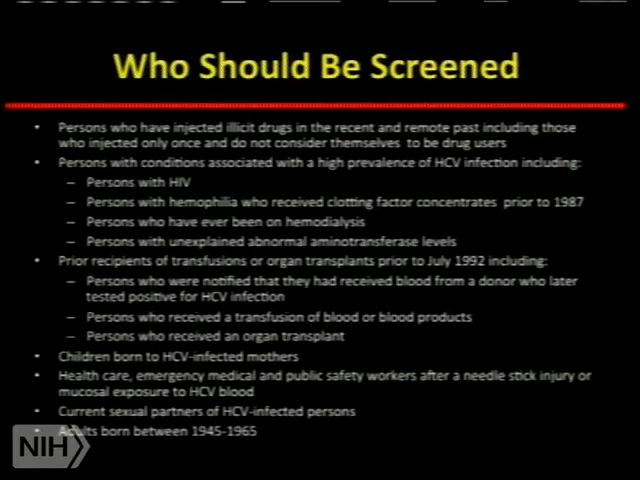 Who Should Be Screened
• Persons who have injected illicit drugs in the recent and remote past including those
who injected only once and do not consider themselves to be drug users
• Persons with conditions associated with a high prevalence of HCV infection including:
– Persons with HIV
– Persons with hemophilia who received clotting factor concentrates prior to 1987
– Persons who have ever been on hemodialysis
– Persons with unexplained abnormal aminotransferase levels
• Prior recipients of transfusions or organ transplants prior to July 1992 including:
– Persons who were notified that they had received blood from a donor who later
tested positive for HCV infection
– Persons who received a transfusion of blood or blood products
– Persons who received an organ transplant
• Children born to HCV-infected mothers
• Health care, emergency medical and public safety workers after a needle stick injury or
mucosal exposure to HCV blood
• Current sexual partners of HCV-infected persons
• Adults born between 1945-1965
NIH